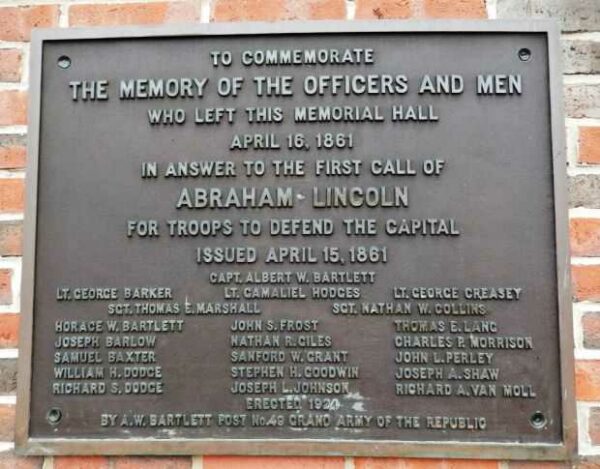 TO COMMEMORATE
THE MEMORY OF THE OFFICERS AND MEN
WHO LEFT THIS MEMORIAL HALL
APRIL 16, 1861
IN ANSWER TO THE FIRST CALL OF
ABRAHAM LINCOLN
FOR TROOPS TO DEFEND THE CAPITAL
ISSUED APRIL 15, 1861
CAPT. ALBERT W. BARTLETT
LT. GEORGE BARKER LT. GAMALIEL HODGES LT. GEORGE CREASEY
SGT. THOMAS E. MARSHALL SGT. NATHAN W. COLLINS
HORACE W. BARTLETT JOHN S. FROST THOMAS E. LANG
JOSEPH BARLOW NATHAN R. GILES CHARLES P. MORRISON
SAMUEL BAXTER SANFORD W. GRANT JOHN L. PERLEY
WILLIAM H. DODGE STEPHEN H. GOODWIN JOSEPH A. SHAW
RICHARD S. DODGE JOSEPH L. JOHNSON RICHARD A. VAN MOLL
ERECTED
BY A.W. BARTLETT POST No. 49 GRAND ARMY OF THE REPUBLIC